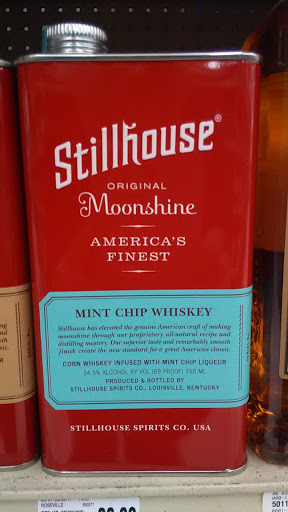 Stillhouse®
ORIGINAL
Moonshine
AMERICA'S
FINEST
MINT CHIP WHISKEY
Stillhouse has elevated the genuine American craft of making
moonshine through our proprietary all-natural recipe and
distilling mastery. Our superior taste and remarkably smooth
finish create the new standard for a great American classic.
CORN WHISKEY INFUSED WITH MINT CHIP LIQUEUR
34.5% ALCOHOL BY VOL (69 PROOF) 750 ML
PRODUCED & BOTTLED BY
STILLHOUSE SPIRITS CO., LOUISVILLE, KENTUCKY
STILLHOUSE SPIRITS CO. USA
ROSEVILLE
5011